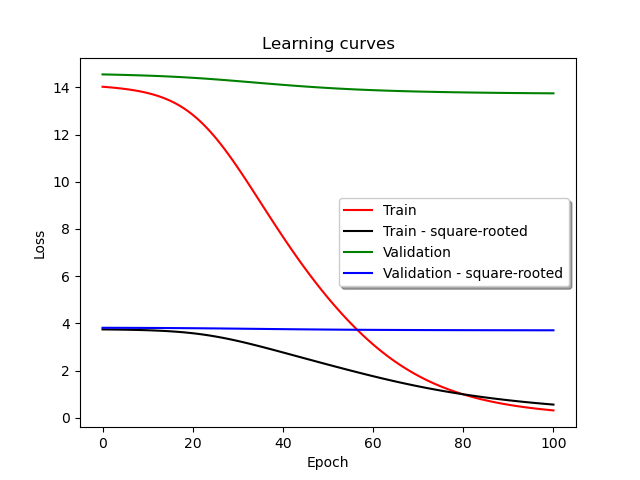 Learning curves
Loss
14
12
10
8
6
4
2
0
Train
Train - square-rooted
Validation
Validation - square-rooted
0 20 40 60 80 100
Epoch